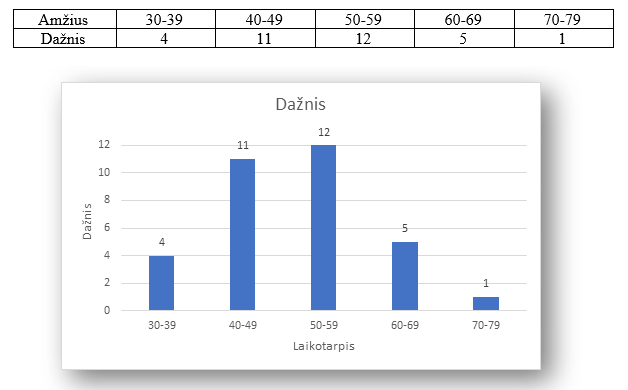 Amžius 30-39 40-49 50-59 60-69 70-79
Dažnis 4 11 12 5 1
Dažnis
12
11
12
10
8
6
5
4
4
2
1
0
Dažnis
30-39 40-49 50-59 60-69 70-79
Laikotarpis